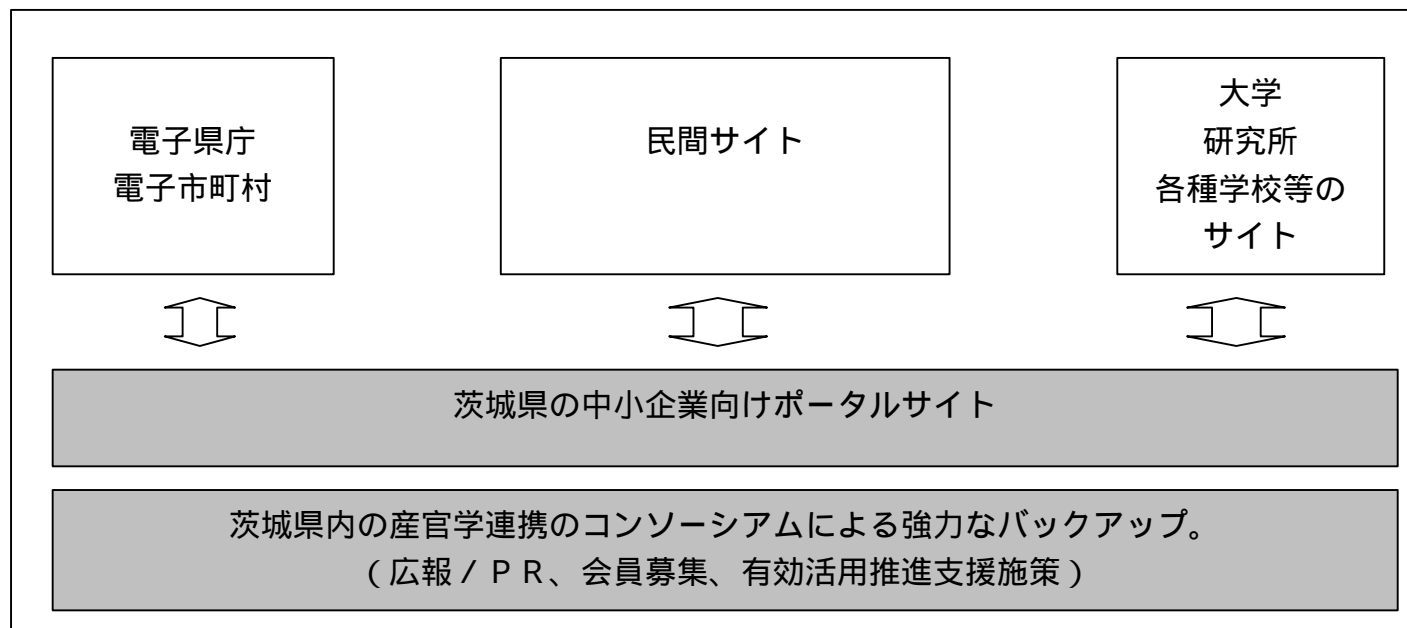 電子県庁
電子市町村
民間サイト
大学
研究所
各種学校等の
サイト
茨城県の中小企業向けポータルサイト
茨城県内の産官学連携のコンソーシアムによる強力なバックアップ。
（広報／ＰＲ、会員募集、有効活用推進支援施策）